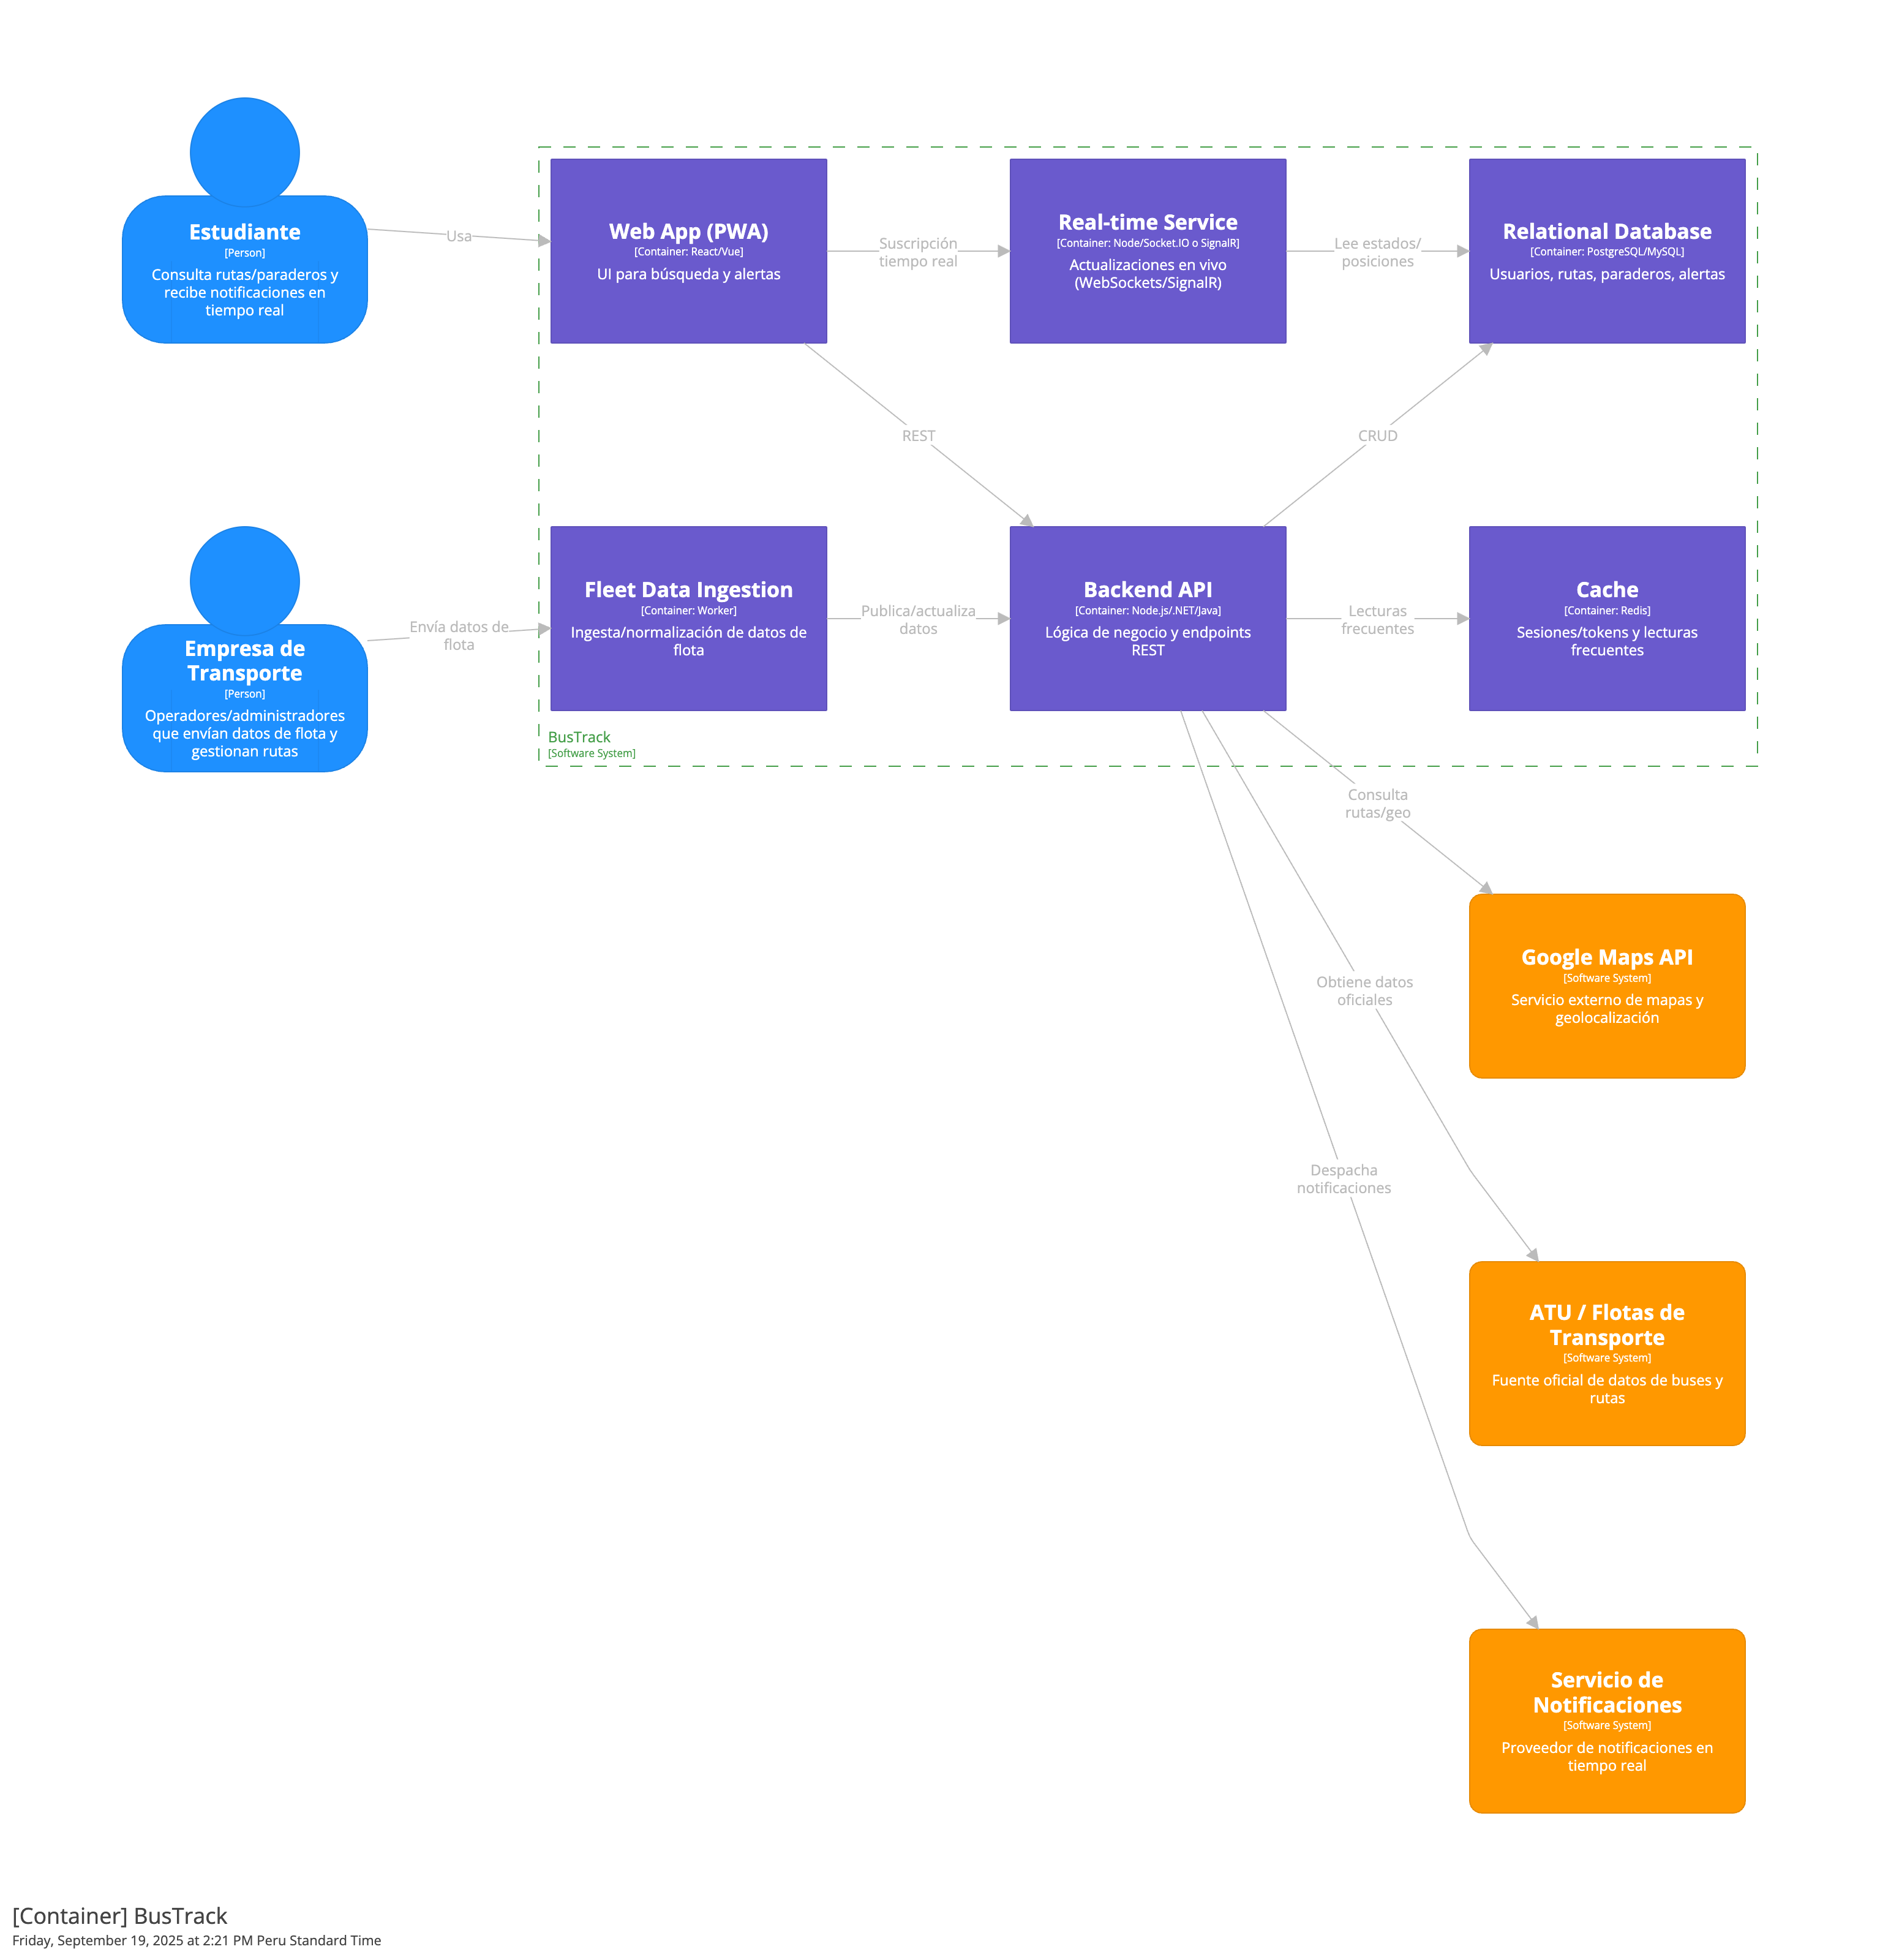 Estudiante
[Person]
Consulta rutas/paraderos y
recibe notificaciones en
tiempo real
Usa
Web App (PWA)
[Container: React/Vue]
UI para búsqueda y alertas
Suscripción
tiempo real
Real-time Service
[Container: Node/Socket.IO o SignalR]
Actualizaciones en vivo
(WebSockets/SignalR)
Lee estados/
posiciones
Relational Database
[Container: PostgreSQL/MySQL]
Usuarios, rutas, paraderos, alertas
REST
CRUD
Empresa de
Transporte
[Person]
Operadores/administradores
que envían datos de flota y
gestionan rutas
Envía datos de
flota
Fleet Data Ingestion
[Container: Worker]
Ingesta/normalización de datos de
flota
Publica/actualiza
datos
Backend API
[Container: Node.js/.NET/Java]
Lógica de negocio y endpoints
REST
Lecturas
frecuentes
Cache
[Container: Redis]
Sesiones/tokens y lecturas
frecuentes
BusTrack
[Software System]
Consulta
rutas/geo
Google Maps API
[Software System]
Servicio externo de mapas y
geolocalización
Obtiene datos
oficiales
Despacha
notificaciones
ATU / Flotas de
Transporte
[Software System]
Fuente oficial de datos de buses y
rutas
Servicio de
Notificaciones
[Software System]
Proveedor de notificaciones en
tiempo real
[Container] BusTrack
Friday, September 19, 2025 at 2:21 PM Peru Standard Time